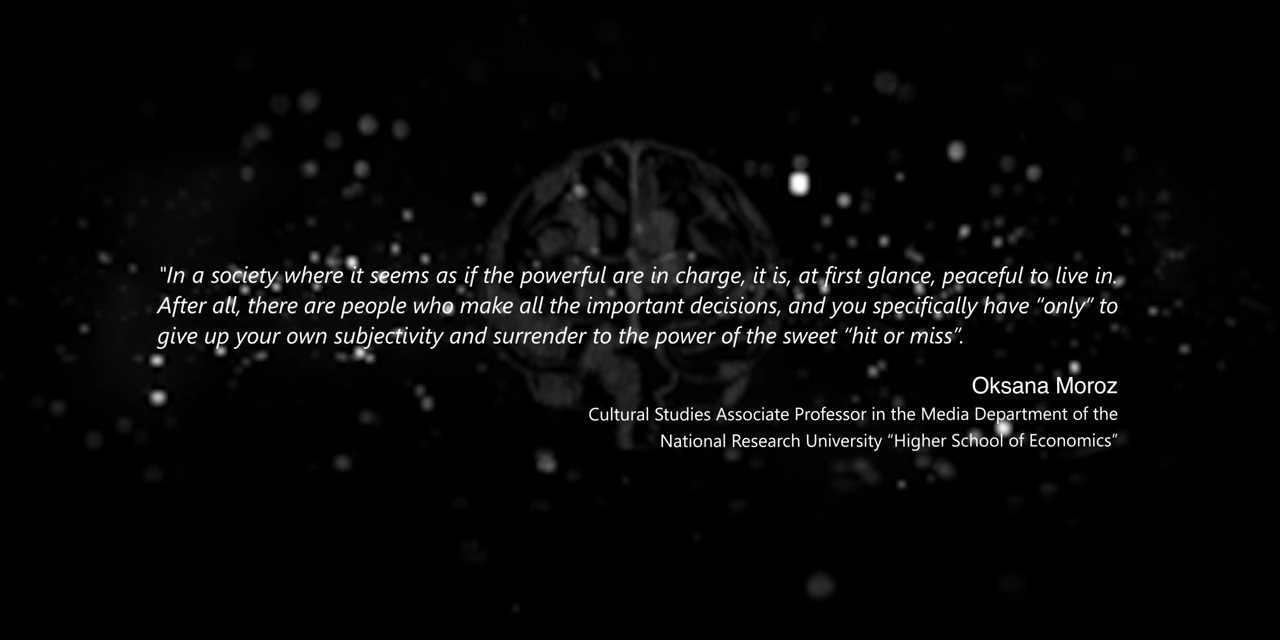 "In a society where it seems as if the powerful are in charge, it is, at first glance, peaceful to live in.
After all, there are people who make all the important decisions, and you specifically have “only” to
give up your own subjectivity and surrender to the power of the sweet “hit or miss”.
Oksana Moroz
Cultural Studies Associate Professor in the Media Department of the
National Research University “Higher School of Economics”